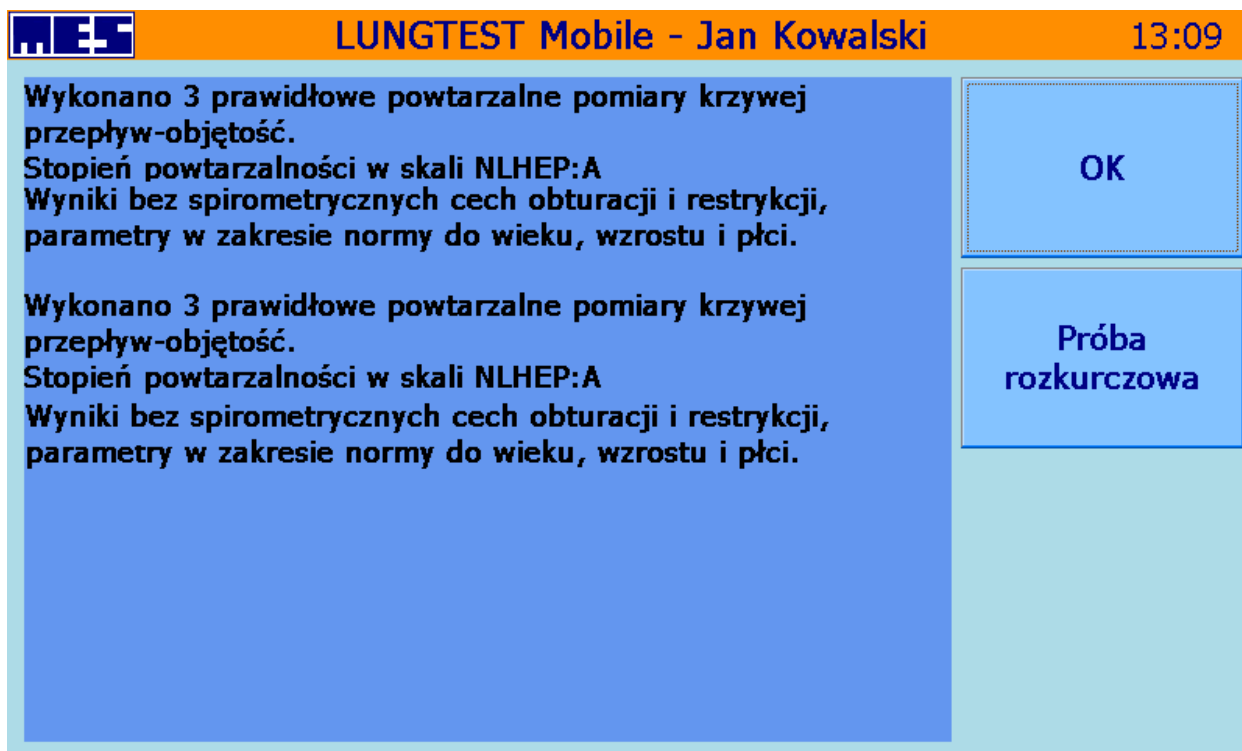 MES
LUNGTEST Mobile - Jan Kowalski
13:09
Wykonano 3 prawidłowe powtarzalne pomiary krzywej
przepływ-objętość.
Stopień powtarzalności w skali NLHEP:A
Wyniki bez spirometrycznych cech obturacji i restrykcji,
parametry w zakresie normy do wieku, wzrostu i płci.
Wykonano 3 prawidłowe powtarzalne pomiary krzywej
przepływ-objętość.
Stopień powtarzalności w skali NLHEP:A
Wyniki bez spirometrycznych cech obturacji i restrykcji,
parametry w zakresie normy do wieku, wzrostu i płci.
OK
Próba
rozkurczowa